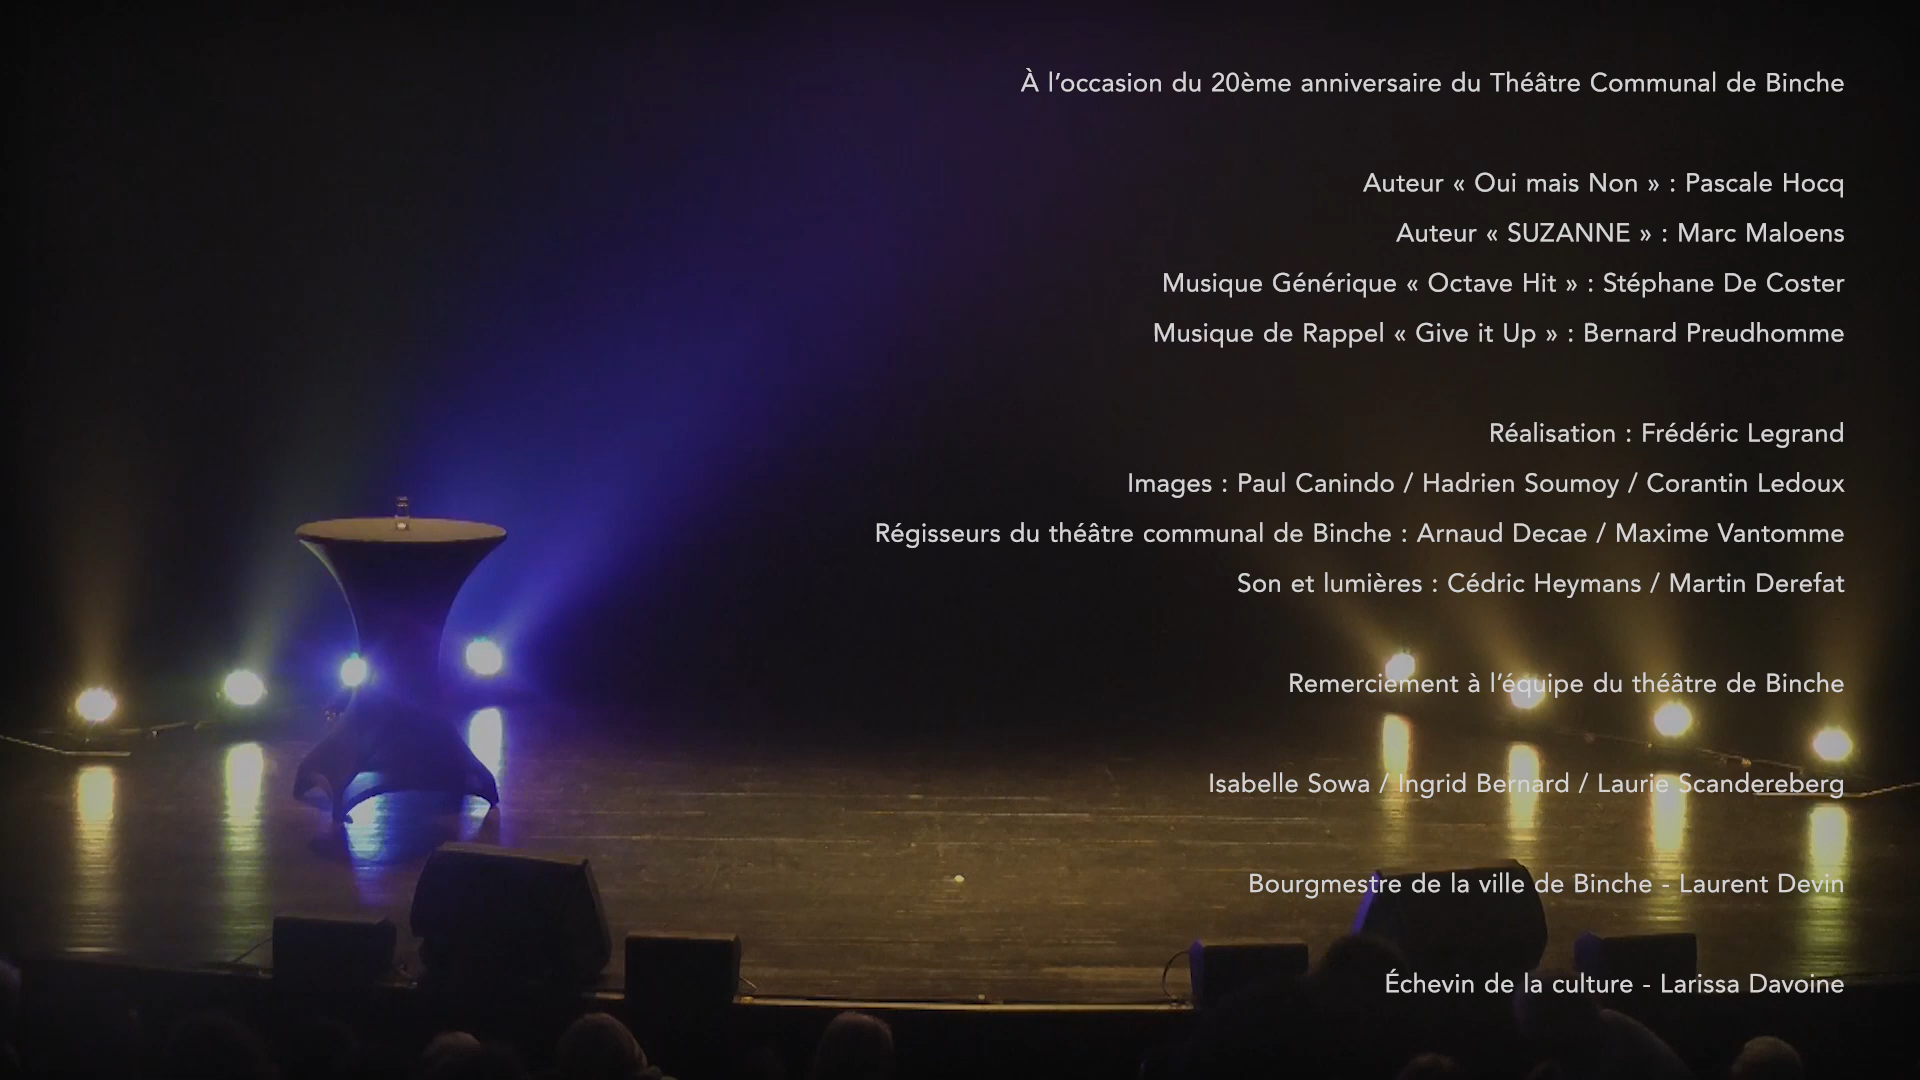 À l’occasion du 20ème anniversaire du Théâtre Communal de Binche
Auteur « Oui mais Non » : Pascale Hocq
Auteur « SUZANNE » : Marc Maloens
Musique Générique « Octave Hit » : Stéphane De Coster
Musique de Rappel « Give it Up » : Bernard Preudhomme
Réalisation : Frédéric Legrand
Images : Paul Canindo / Hadrien Soumoy / Corantin Ledoux
Régisseurs du théâtre communal de Binche : Arnaud Decae / Maxime Vantomme
Son et lumières : Cédric Heymans / Martin Derefat
Remerciement à l’équipe du théâtre de Binche
Isabelle Sowa / Ingrid Bernard / Laurie Scandereberg
Bourgmestre de la ville de Binche - Laurent Devin
Échevin de la culture - Larissa Davoine